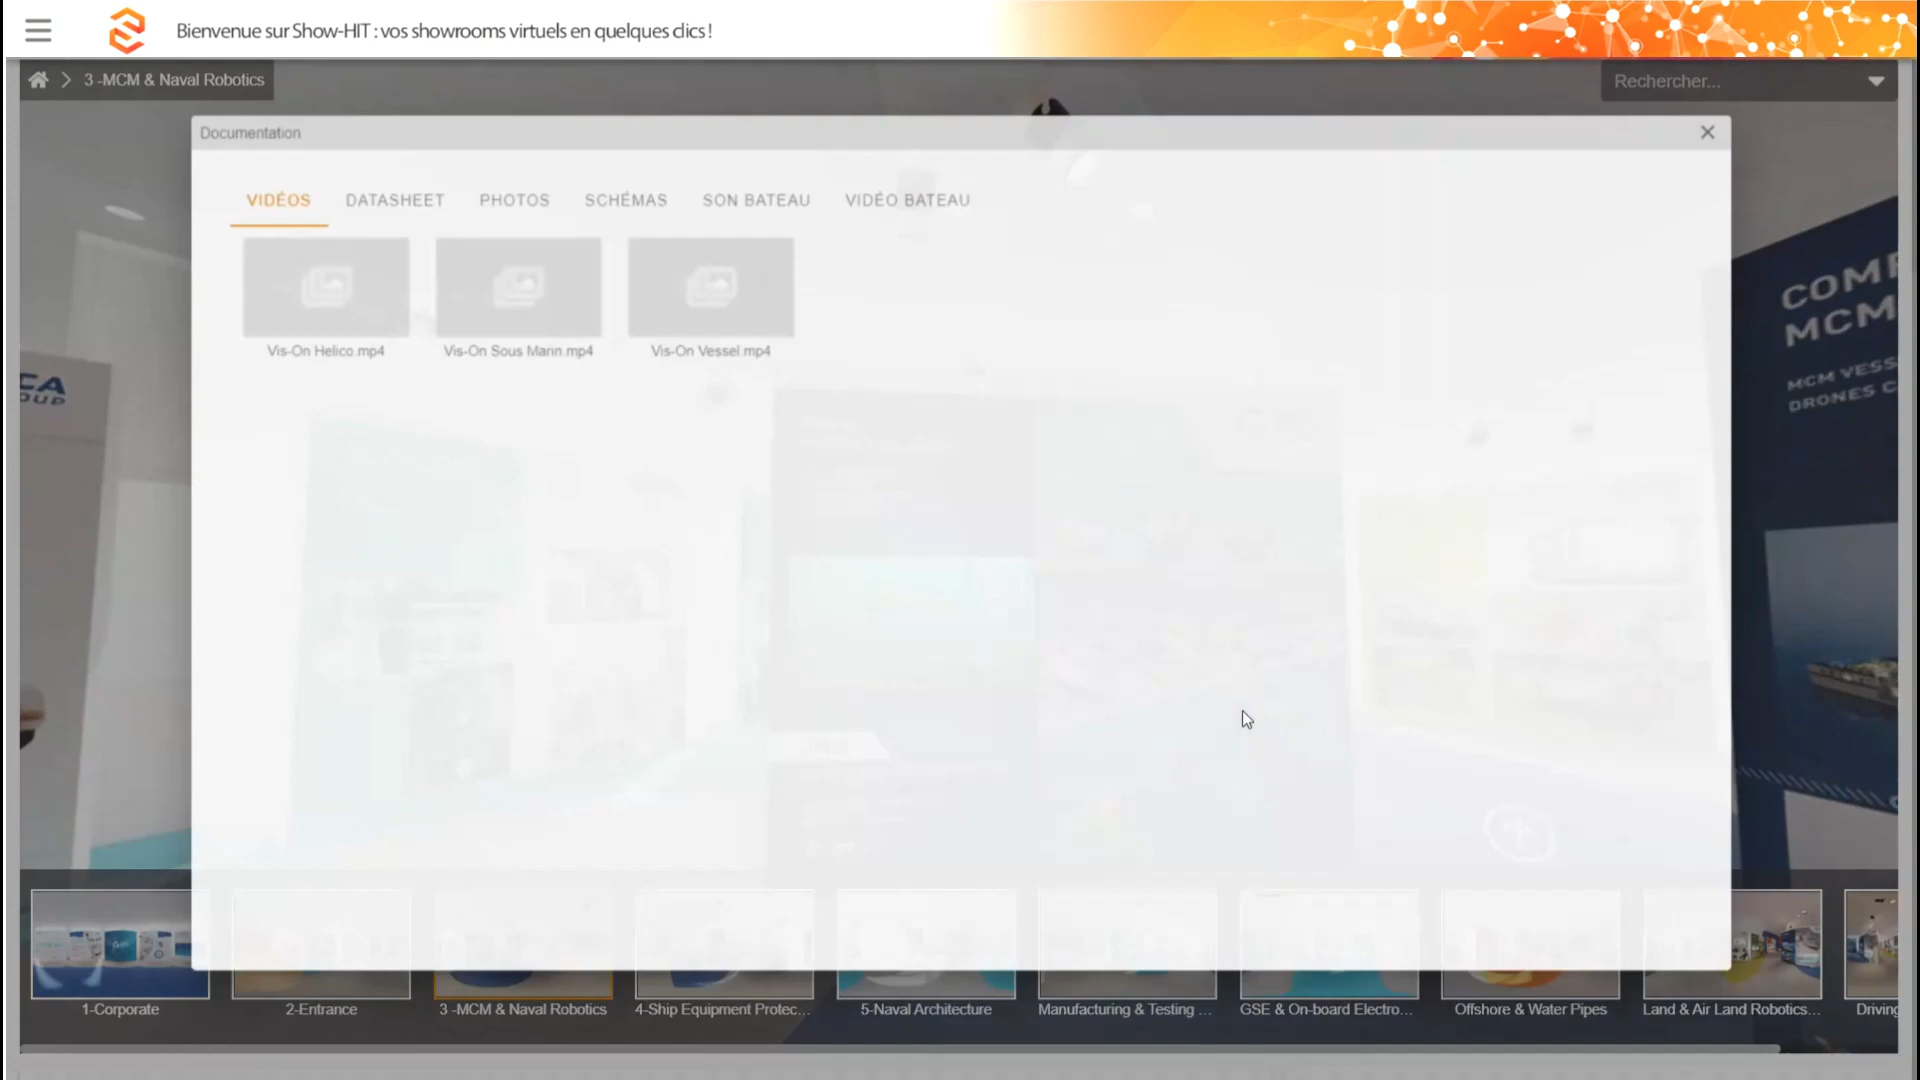 Bienvenue sur Show-HIT : vos showrooms virtuels en quelques clics !
3 -MCM & Naval Robotics
Rechercher...
Documentation
VIDÉOS
DATASHEET
PHOTOS
SCHÉMAS
SON BATEAU
VIDÉO BATEAU
Vis-On Helico.mp4
Vis-On Sous Marin.mp4
Vis-On Vessel.mp4
MCM
MCM VESS
DRONES C
CA
OUP
1-Corporate
2-Entrance
3 -MCM & Naval Robotics
4-Ship Equipment Protec...
5-Naval Architecture
Manufacturing & Testing ...
GSE & On-board Electro...
Offshore & Water Pipes
Land & Air Land Robotics...
Driving